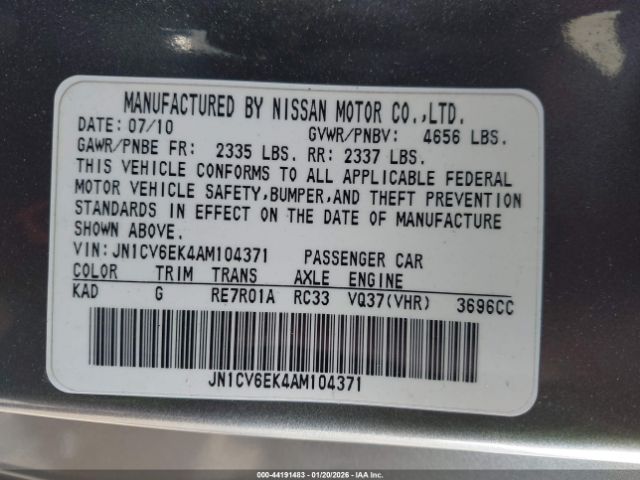 MANUFACTURED BY NISSAN MOTOR CO.,LTD.
DATE: 07/10 GVWR/PNBV: 4656 LBS.
GAWR/PNBE FR: 2335 LBS. RR: 2337 LBS.
THIS VEHICLE CONFORMS TO ALL APPLICABLE FEDERAL
MOTOR VEHICLE SAFETY,BUMPER,AND THEFT PREVENTION
STANDARDS IN EFFECT ON THE DATE OF MANUFACTURE
SHOWN ABOVE.
VIN:JN1CV6EK4AM104371 PASSENGER CAR
COLOR TRIM TRANS AXLE ENGINE
KAD G RE7R01A RC33 VQ37(VHR) 3696CC
JN1CV6EK4AM104371
000-44191483 | 01/20/2026 | IAA Inc.